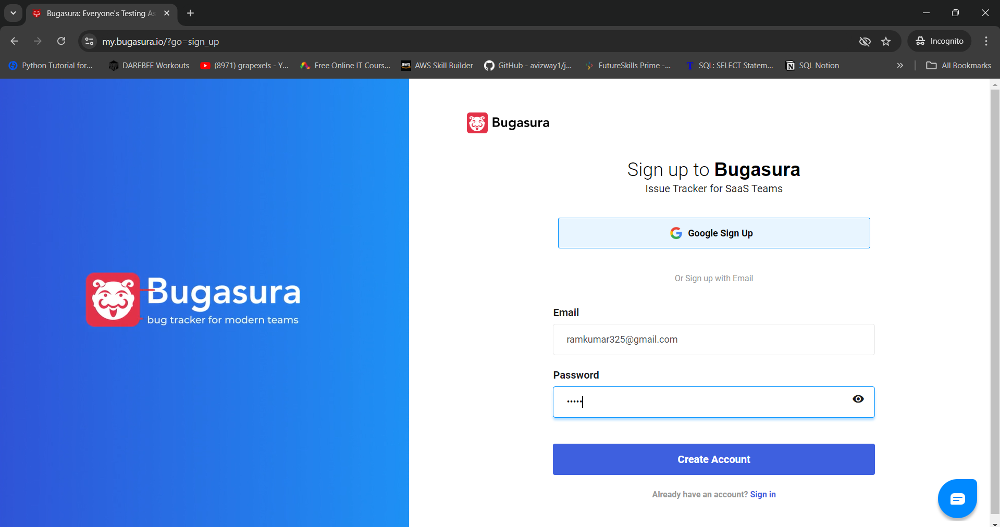 Bugasura: Everyone's Testing As
my.bugasura.io/?go=sign_up
Incognito
Python Tutorial for...
DAREBEE Workouts
(8971) grapexels - Y...
Free Online IT Cours...
aws
AWS Skill Builder
GitHub - avizway1/j...
FutureSkills Prime -...
T
SQL: SELECT Statem...
SQL Notion
All Bookmarks
Bugasura
bug tracker for modern teams
Bugasura
Sign up to Bugasura
Issue Tracker for SaaS Teams
Google Sign Up
Or Sign up with Email
Email
ramkumar325@gmail.com
Password
•••••
Create Account
Already have an account? Sign in